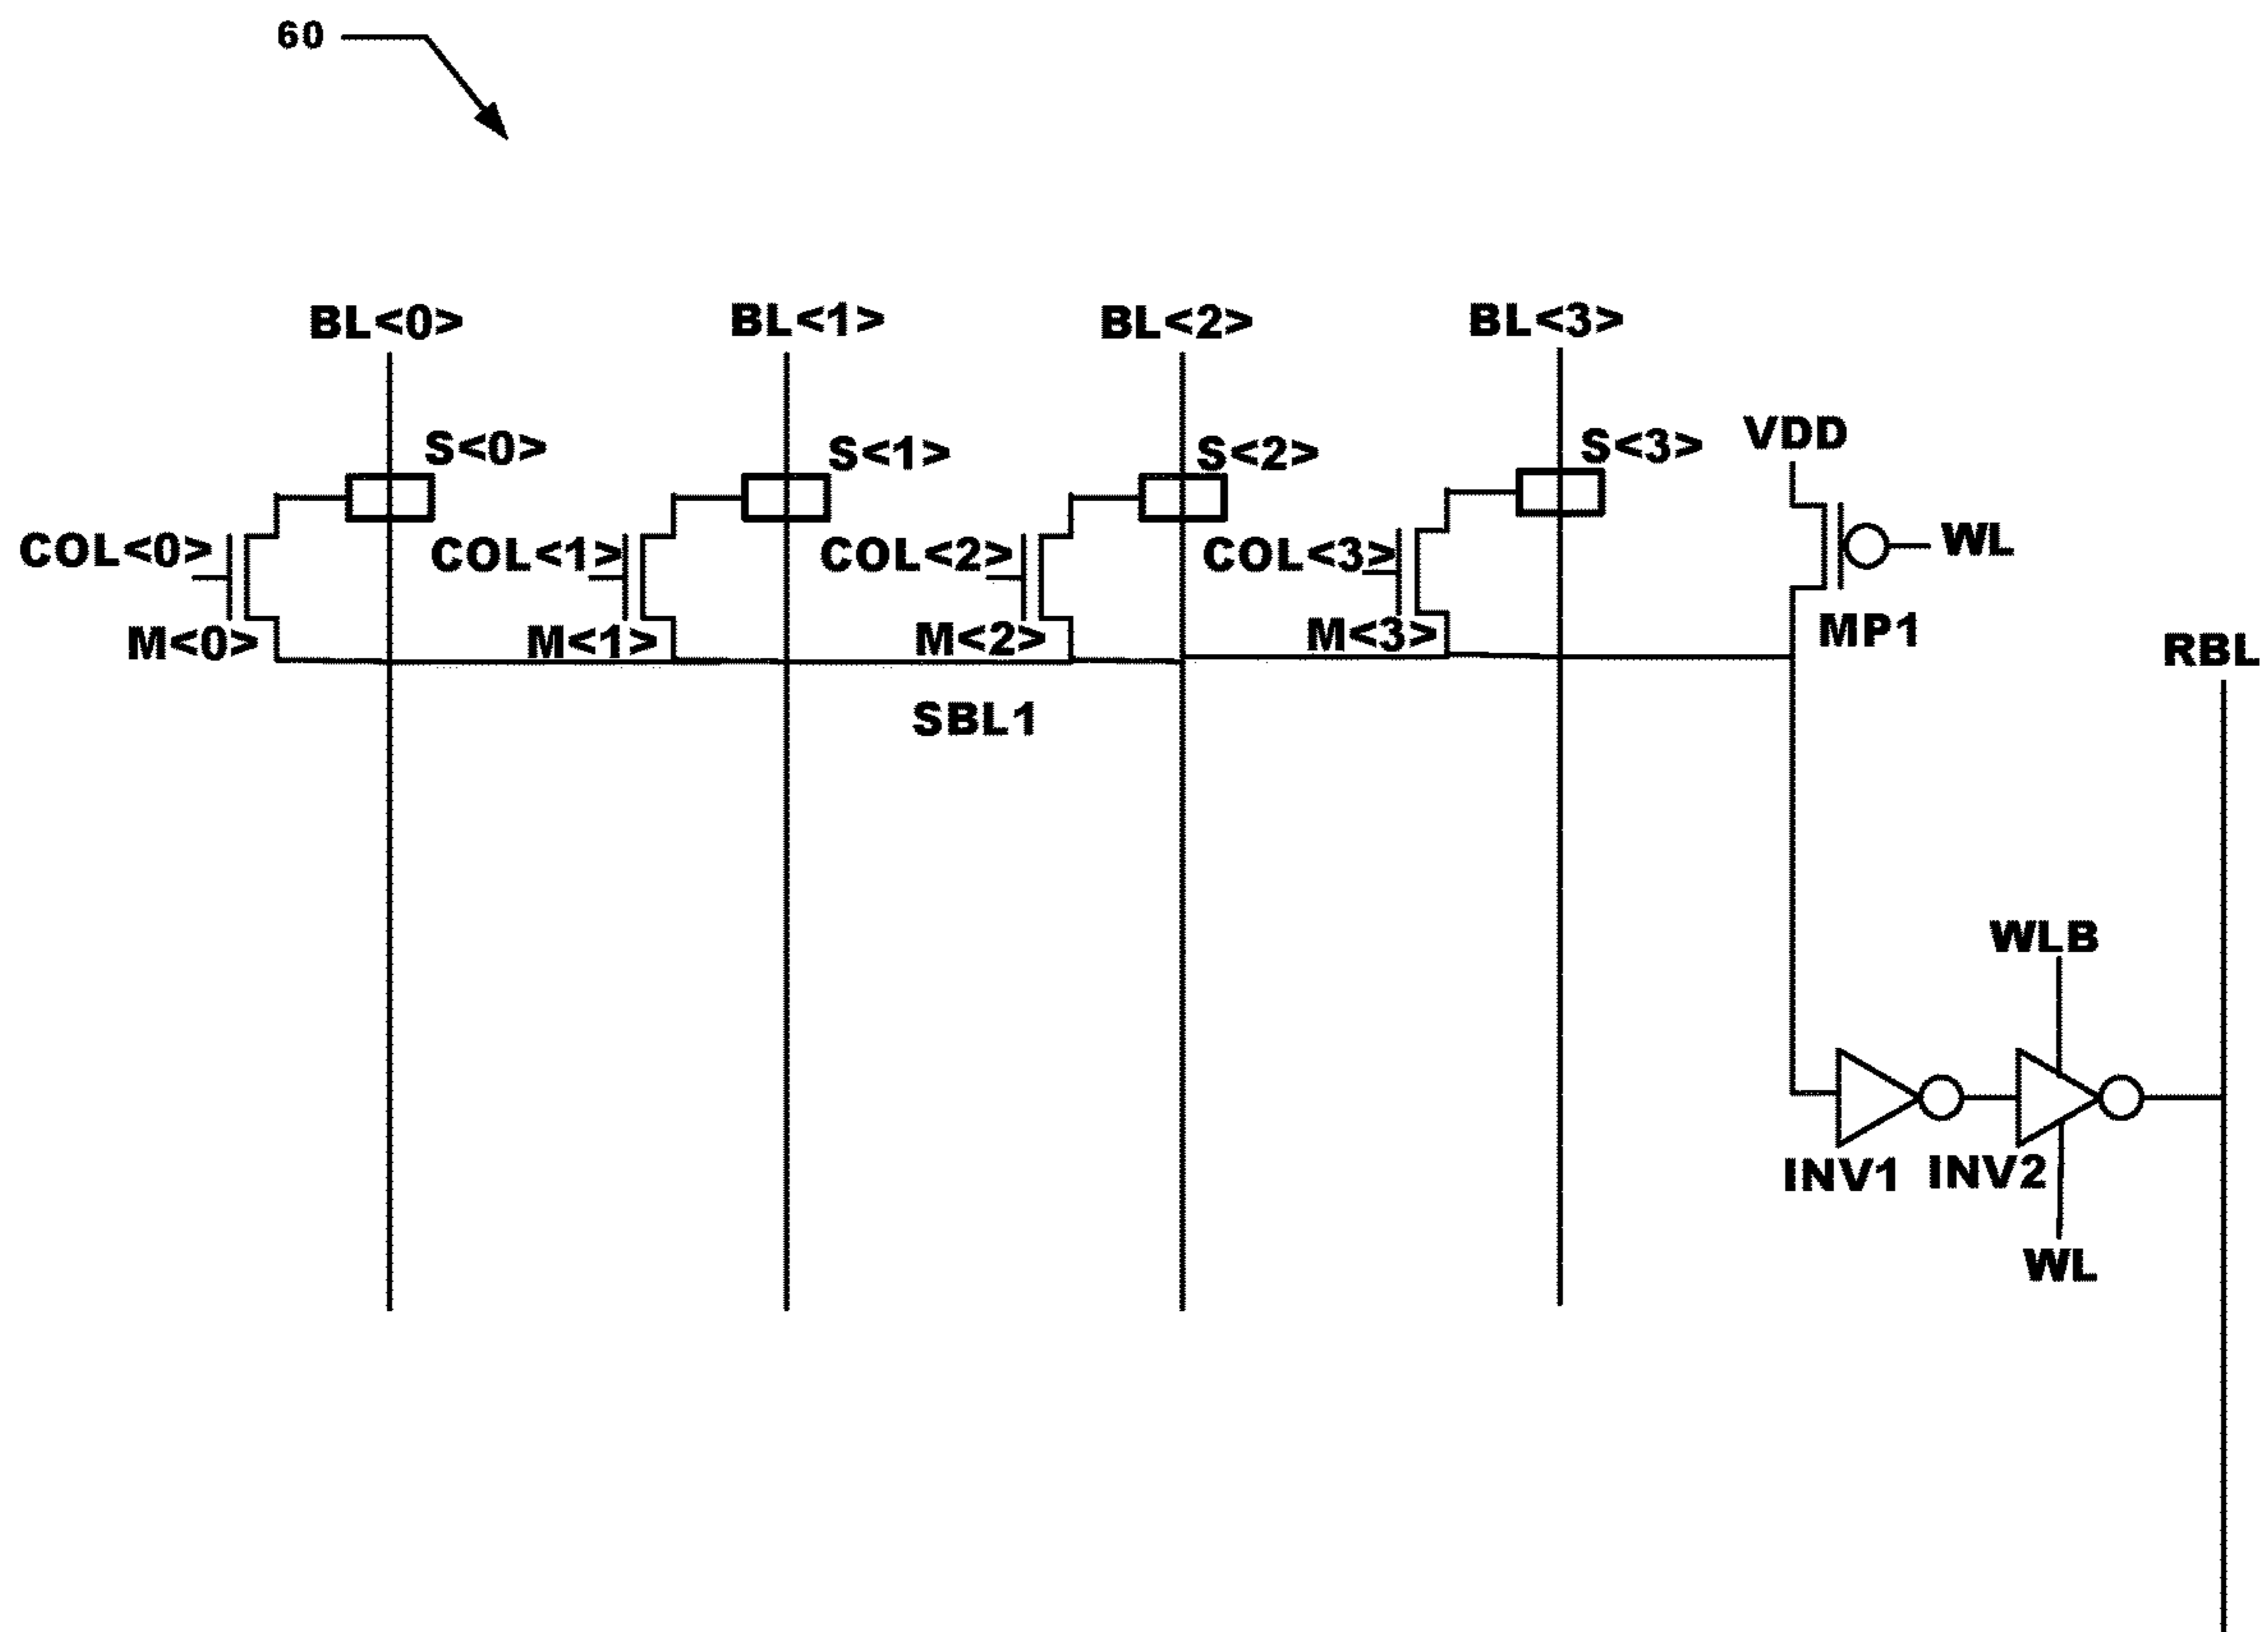 60
BL<0> BL<1> BL<2> BL<3>
S<0> S<1> S<2> S<3> VDD
COL<0> COL<1> COL<2> COL<3> WL
M<0> M<1> M<2> M<3> MP1
RBL
SBL1
WLB
INV1 INV2
WL